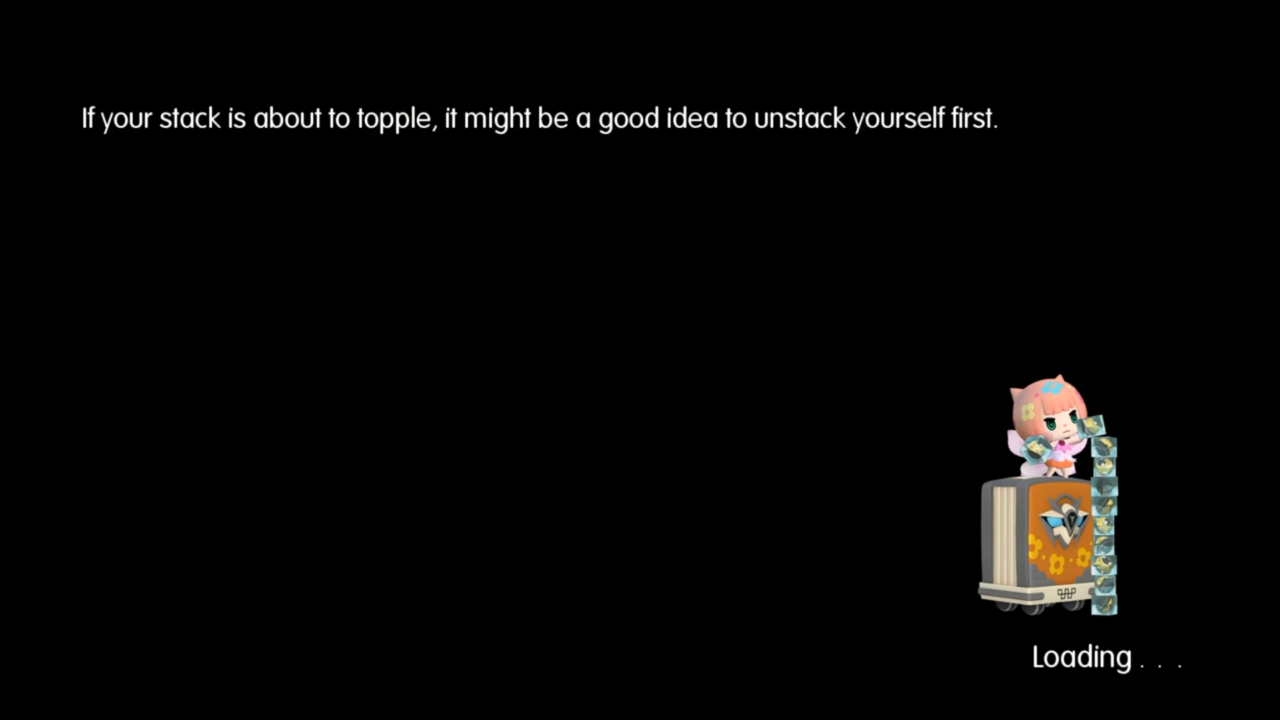 If your stack is about to topple, it might be a good idea to unstack yourself first.
Loading . . .